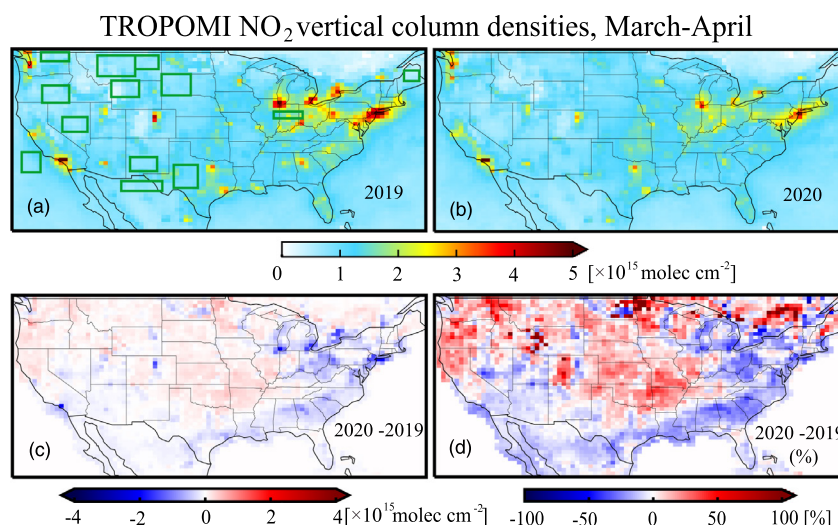 TROPOMI NO2 vertical column densities, March-April
(a)
2019
(b)
2020
0 1 2 3 4 5 [×10^15 molec cm^-2]
(c)
2020 -2019
(d)
2020 -2019
(%)
-4 -2 0 2 4 [×10^15 molec cm^-2]
-100 -50 0 50 100 [%]